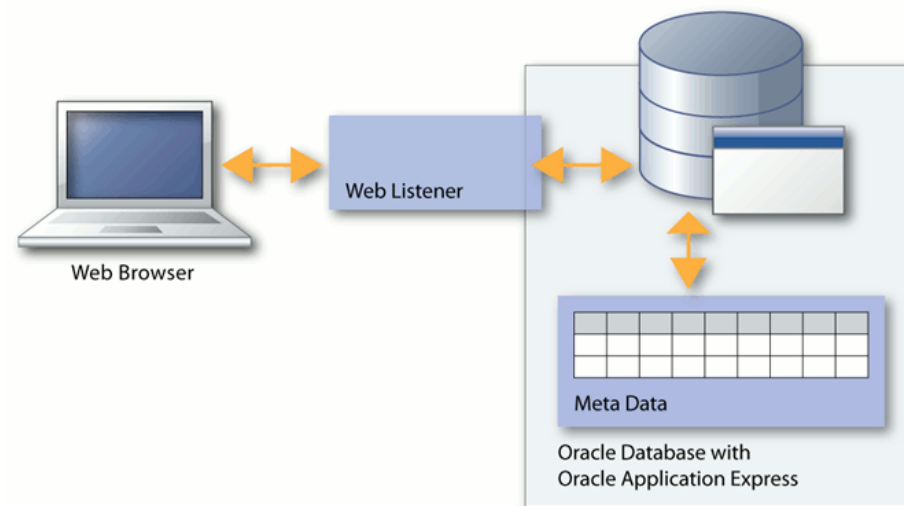 Web Browser
Web Listener
Meta Data
Oracle Database with
Oracle Application Express